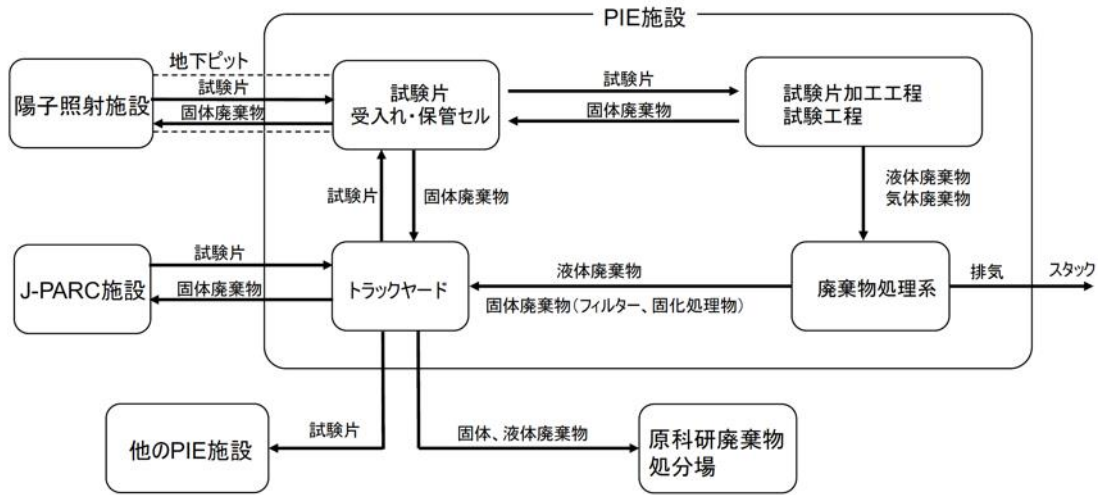 PIE施設
地下ピット
陽子照射施設
試験片
固体廃棄物
試験片
受入れ・保管セル
試験片
固体廃棄物
試験片加工工程
試験工程
試験片
固体廃棄物
液体廃棄物
気体廃棄物
J-PARC施設
試験片
固体廃棄物
トラックヤード
液体廃棄物
固体廃棄物(フィルター、固化処理物)
廃棄物処理系
排気
スタック
他のPIE施設
試験片
固体、液体廃棄物
原科研廃棄物
処分場